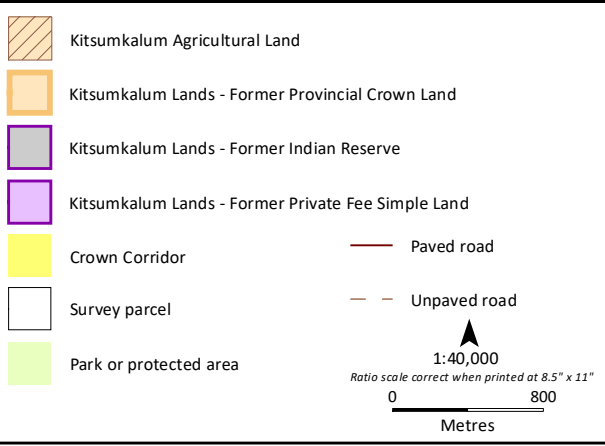 Kitsumkalum Agricultural Land
Kitsumkalum Lands - Former Provincial Crown Land
Kitsumkalum Lands - Former Indian Reserve
Kitsumkalum Lands - Former Private Fee Simple Land
Crown Corridor
Survey parcel
Park or protected area
Paved road
Unpaved road
1:40,000
Ratio scale correct when printed at 8.5" x 11"
0 800
Metres